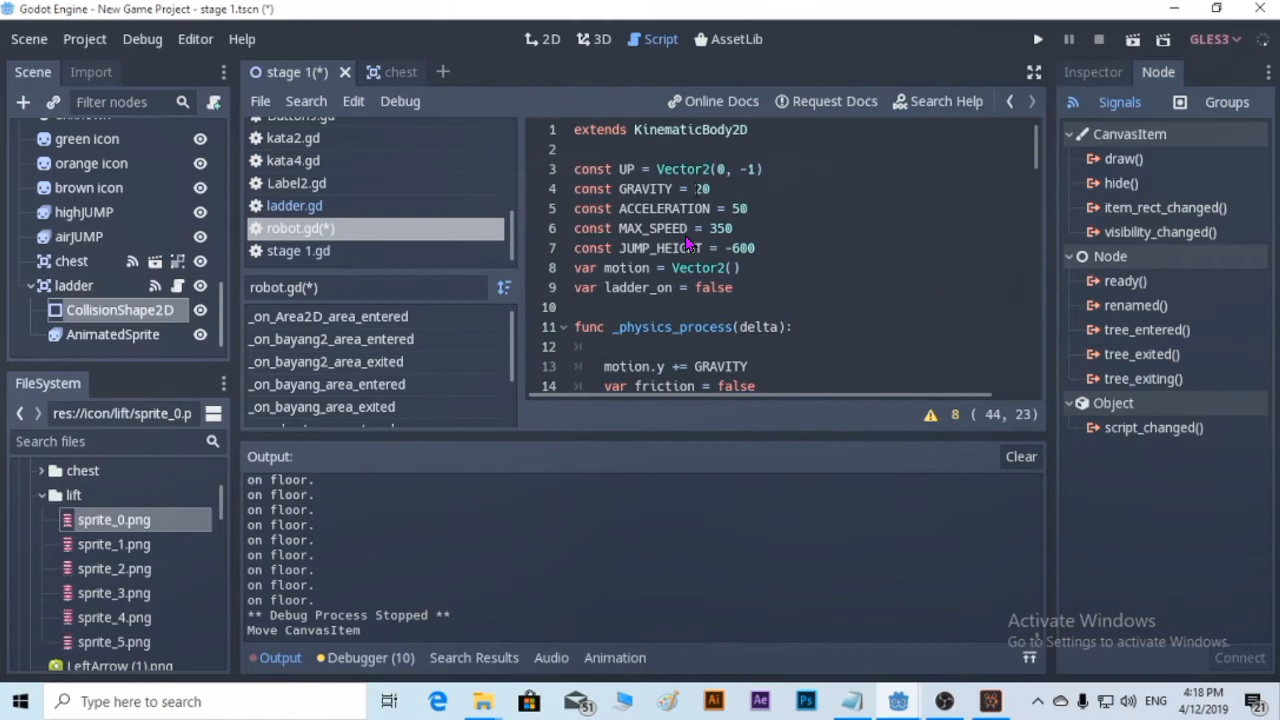 Godot Engine - New Game Project - stage 1.tscn (*)
Scene Project Debug Editor Help
2D 3D Script AssetLib
GLES3
Scene Import
Filter nodes
green icon
orange icon
brown icon
highJUMP
airJUMP
chest
ladder
CollisionShape2D
AnimatedSprite
FileSystem
res://icon/lift/sprite_0.p
Search files
chest
lift
sprite_0.png
sprite_1.png
sprite_2.png
sprite_3.png
sprite_4.png
sprite_5.png
LeftArrow (1).png
stage 1(*) chest
File Search Edit Debug
Online Docs Request Docs Search Help
kata2.gd
kata4.gd
Label2.gd
ladder.gd
robot.gd(*)
stage 1.gd
robot.gd(*)
_on_Area2D_area_entered
_on_bayang2_area_entered
_on_bayang2_area_exited
_on_bayang_area_entered
_on_bayang_area_exited
1 extends KinematicBody2D
2
3 const UP = Vector2(0, -1)
4 const GRAVITY = 20
5 const ACCELERATION = 50
6 const MAX_SPEED = 350
7 const JUMP_HEIGHT = -600
8 var motion = Vector2()
9 var ladder_on = false
10
11 func _physics_process(delta):
12
13 motion.y += GRAVITY
14 var friction = false
8 ( 44, 23)
Output: Clear
on floor.
on floor.
on floor.
on floor.
on floor.
on floor.
on floor.
on floor.
on floor.
** Debug Process Stopped **
Move CanvasItem
Output Debugger (10) Search Results Audio Animation
Inspector Node
Signals Groups
CanvasItem
draw()
hide()
item_rect_changed()
visibility_changed()
Node
ready()
renamed()
tree_entered()
tree_exited()
tree_exiting()
Object
script_changed()
Activate Windows
Go to Settings to activate Windows.
Connect
Type here to search
51
Ai Ae Ps
ENG
4:18 PM
4/12/2019
21